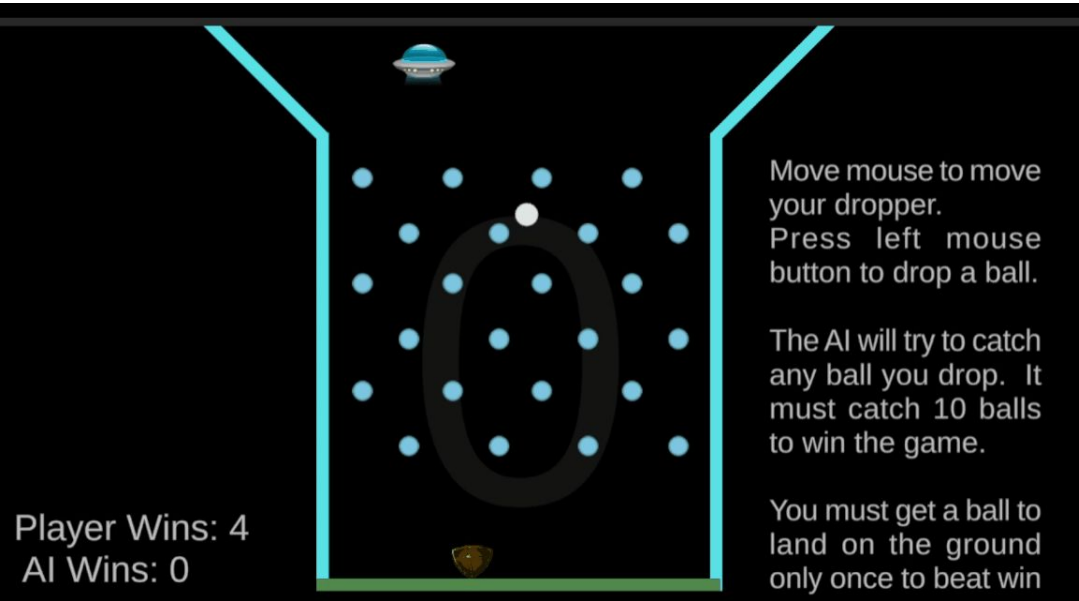 Move mouse to move
your dropper.
Press left mouse
button to drop a ball.
The AI will try to catch
any ball you drop. It
must catch 10 balls
to win the game.
You must get a ball to
land on the ground
only once to beat win
0
Player Wins: 4
AI Wins: 0